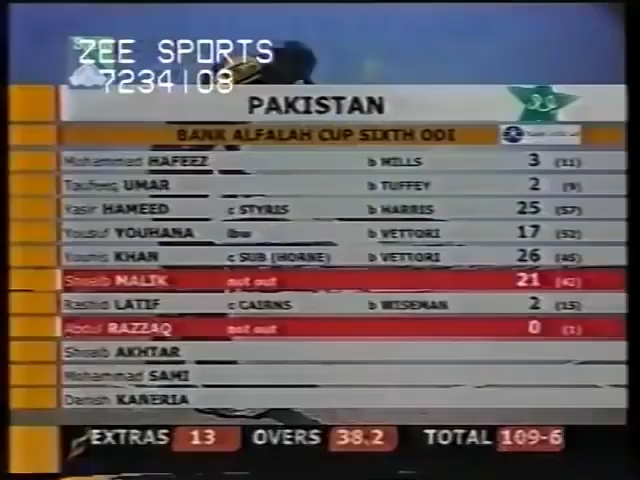 ZEE SPORTS
7234108
PAKISTAN
BANK ALFALAH CUP SIXTH ODI
Mohammad HAFEEZ b MILLS 3 (11)
Taufeeq UMAR b TUFFEY 2 (9)
Yasir HAMEED c STYRIS b HARRIS 25 (57)
Yousuf YOUHANA lbw b VETTORI 17 (52)
Younis KHAN c SUB (HORNE) b VETTORI 26 (45)
Shoaib MALIK not out 21 (42)
Rashid LATIF c CAIRNS b WISEMAN 2 (15)
Abdul RAZZAQ not out 0 (1)
Shoaib AKHTAR
Mohammad SAMI
Danish KANERIA
EXTRAS 13 OVERS 38.2 TOTAL 109-6